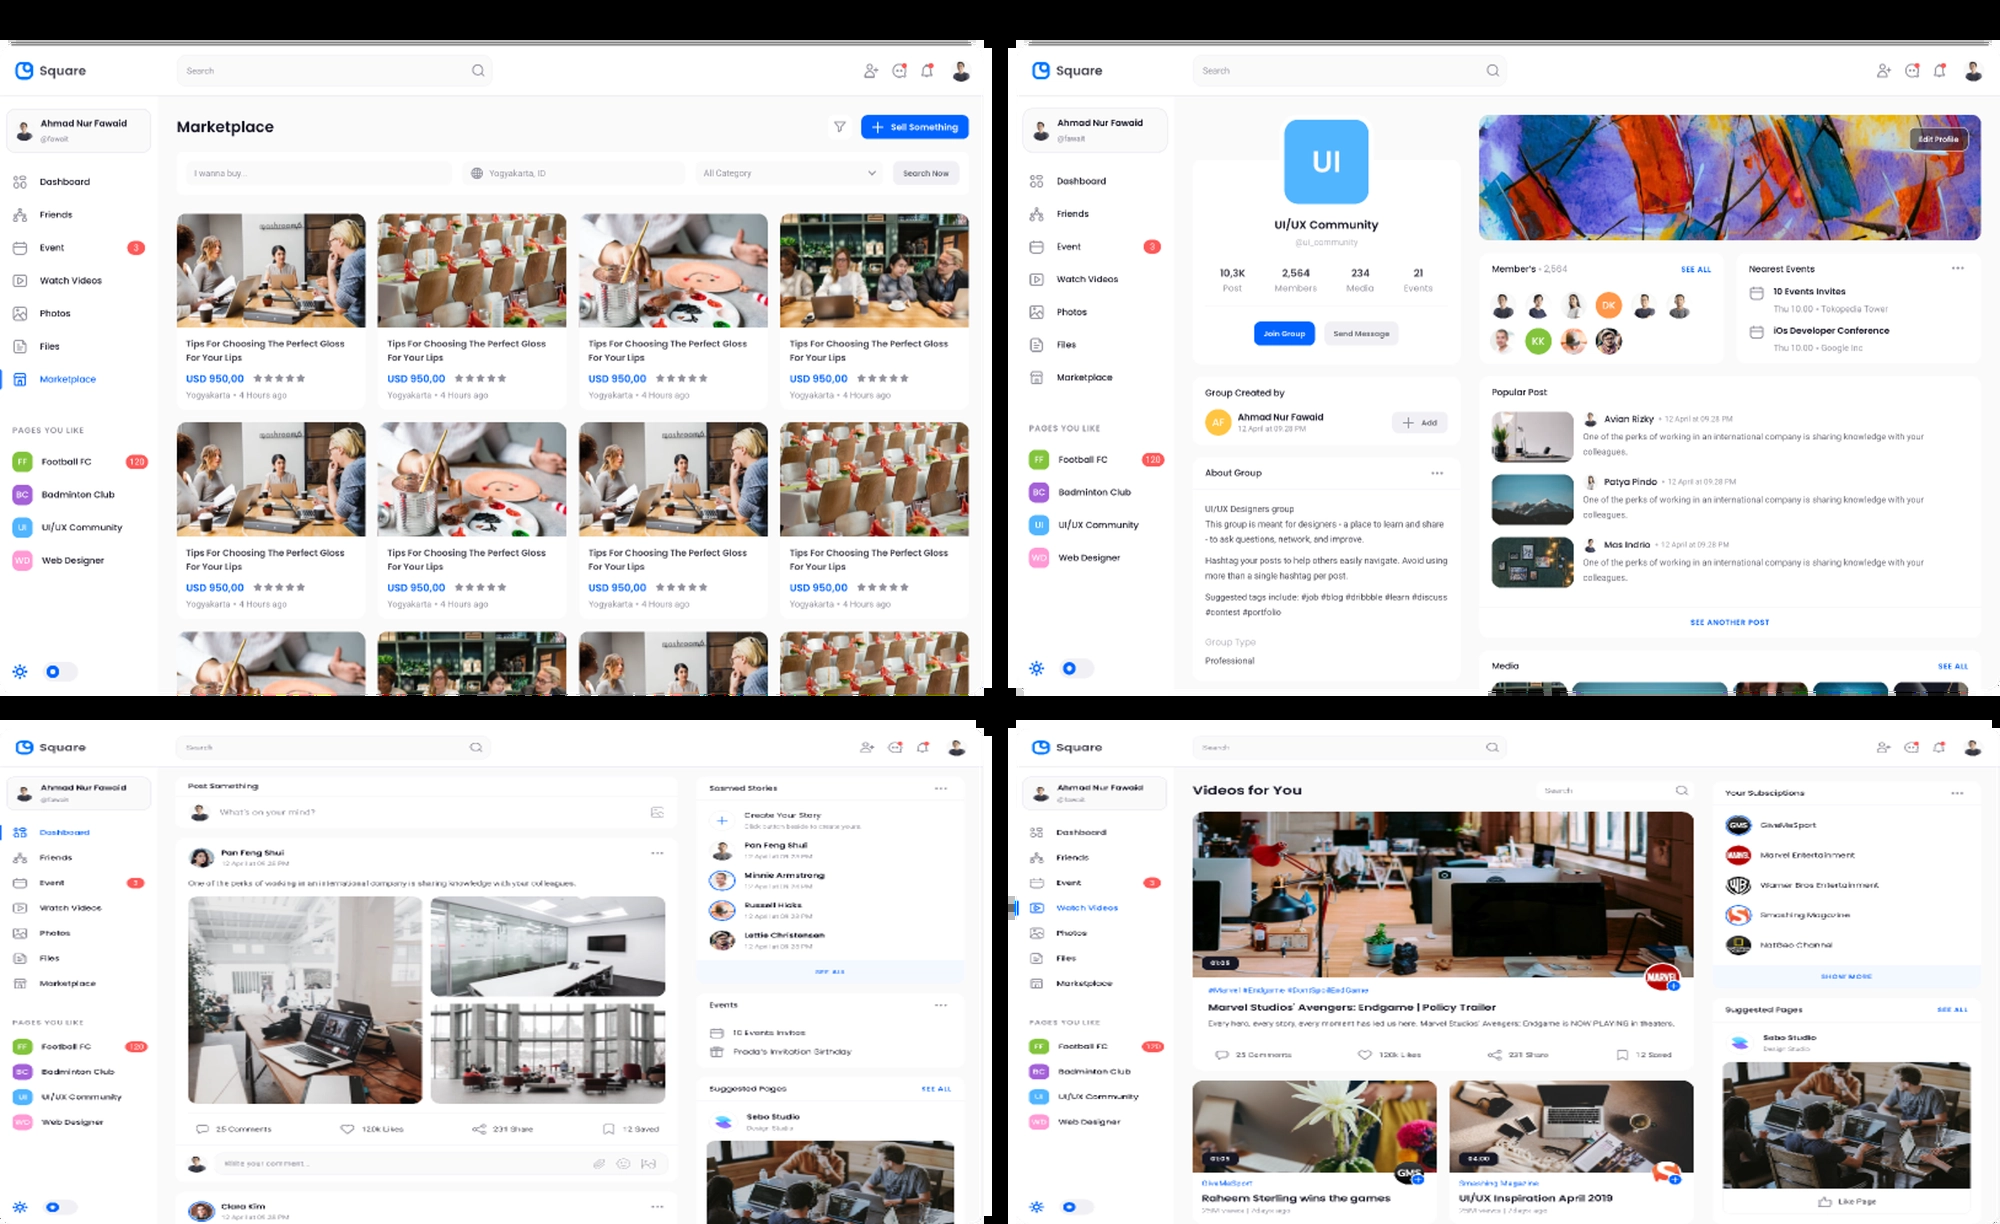 Square
Search
Ahmad Nur Fawaid
@fawait
Dashboard
Friends
Event 3
Watch Videos
Photos
Files
Marketplace
PAGES YOU LIKE
FF Football FC 120
BC Badminton Club
UI UI/UX Community
WD Web Designer
Marketplace
Sell Something
I wanna buy...
Yogyakarta, ID
All Category
Search Now
Tips For Choosing The Perfect Gloss
For Your Lips
USD 950,00
Yogyakarta • 4 Hours ago
Tips For Choosing The Perfect Gloss
For Your Lips
USD 950,00
Yogyakarta • 4 Hours ago
Tips For Choosing The Perfect Gloss
For Your Lips
USD 950,00
Yogyakarta • 4 Hours ago
Tips For Choosing The Perfect Gloss
For Your Lips
USD 950,00
Yogyakarta • 4 Hours ago
Tips For Choosing The Perfect Gloss
For Your Lips
USD 950,00
Yogyakarta • 4 Hours ago
Tips For Choosing The Perfect Gloss
For Your Lips
USD 950,00
Yogyakarta • 4 Hours ago
Tips For Choosing The Perfect Gloss
For Your Lips
USD 950,00
Yogyakarta • 4 Hours ago
Tips For Choosing The Perfect Gloss
For Your Lips
USD 950,00
Yogyakarta • 4 Hours ago
Square
Search
Ahmad Nur Fawaid
@fawait
Dashboard
Friends
Event 3
Watch Videos
Photos
Files
Marketplace
PAGES YOU LIKE
FF Football FC 120
BC Badminton Club
UI UI/UX Community
WD Web Designer
UI
UI/UX Community
@ui_community
10,3K 2,564 234 21
Post Members Media Events
Join Group Send Message
Group Created by
AF Ahmad Nur Fawaid
12 April at 09.28 PM
Add
About Group
UI/UX Designers group
This group is meant for designers - a place to learn and share
- to ask questions, network, and improve.
Hashtag your posts to help others easily navigate. Avoid using
more than a single hashtag per post.
Suggested tags include: #job #blog #dribbble #learn #discuss
#contest #portfolio
Group Type
Professional
Edit Profile
Member's • 2,564 SEE ALL
DK
KK
Nearest Events
10 Events Invites
Thu 10.00 • Tokopedia Tower
iOs Developer Conference
Thu 10.00 • Google Inc
Popular Post
Avian Rizky • 12 April at 09.28 PM
One of the perks of working in an international company is sharing knowledge with your
colleagues.
Patya Pindo • 12 April at 09.28 PM
One of the perks of working in an international company is sharing knowledge with your
colleagues.
Mas Indrio • 12 April at 09.28 PM
One of the perks of working in an international company is sharing knowledge with your
colleagues.
SEE ANOTHER POST
Media SEE ALL
Square
Search
Ahmad Nur Fawaid
@fawait
Dashboard
Friends
Event 3
Watch Videos
Photos
Files
Marketplace
PAGES YOU LIKE
FF Football FC 120
BC Badminton Club
UI UI/UX Community
WD Web Designer
Post Something
What's on your mind?
Pan Feng Shui
12 April at 09.28 PM
One of the perks of working in an international company is sharing knowledge with your colleagues.
25 Comments 120k Likes 231 Share 12 Saved
Write your comment...
Clara Kim
Stories
Create Your Story
Click button beside to create yours.
Pan Feng Shui
12 April at 09.28 PM
Minnie Armstrong
12 April at 09.28 PM
Russell Hicks
12 April at 09.28 PM
Lettie Christensen
12 April at 09.28 PM
SEE ALL
Events
10 Events Invites
Prada's Invitation Birthday
Suggested Pages SEE ALL
Sebo Studio
Design Studio
Square
Search
Ahmad Nur Fawaid
@fawait
Dashboard
Friends
Event 3
Watch Videos
Photos
Files
Marketplace
PAGES YOU LIKE
FF Football FC 120
BC Badminton Club
UI UI/UX Community
WD Web Designer
Videos for You
Search
01:05
MARVEL
#Marvel #Endgame #DontSpoilEndGame
Marvel Studios' Avengers: Endgame | Policy Trailer
Every hero, every story, every moment has led us here. Marvel Studios' Avengers: Endgame is NOW PLAYING in theaters.
25 Comments 120k Likes 231 Share 12 Saved
01:05
GMS
GiveMeSport
Raheem Sterling wins the games
04:00
S
Smashing Magazine
UI/UX Inspiration April 2019
Your Subsciptions
GMS GiveMeSport
MARVEL Marvel Entertainment
WB Warner Bros Entertainment
S Smashing Magazine
NatGeo Channel
SHOW MORE
Suggested Pages SEE ALL
Sebo Studio
Design Studio
Like Page